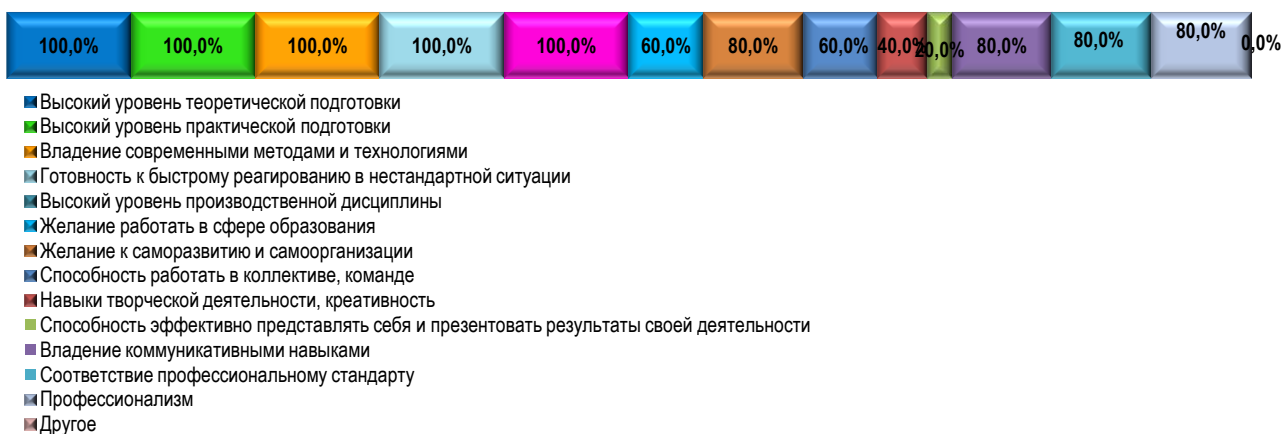 100,0% 100,0% 100,0% 100,0% 100,0% 60,0% 80,0% 60,0% 40,0% 20,0% 80,0% 80,0% 80,0% 0,0%
Высокий уровень теоретической подготовки
Высокий уровень практической подготовки
Владение современными методами и технологиями
Готовность к быстрому реагированию в нестандартной ситуации
Высокий уровень производственной дисциплины
Желание работать в сфере образования
Желание к саморазвитию и самоорганизации
Способность работать в коллективе, команде
Навыки творческой деятельности, креативность
Способность эффективно представлять себя и презентовать результаты своей деятельности
Владение коммуникативными навыками
Соответствие профессиональному стандарту
Профессионализм
Другое